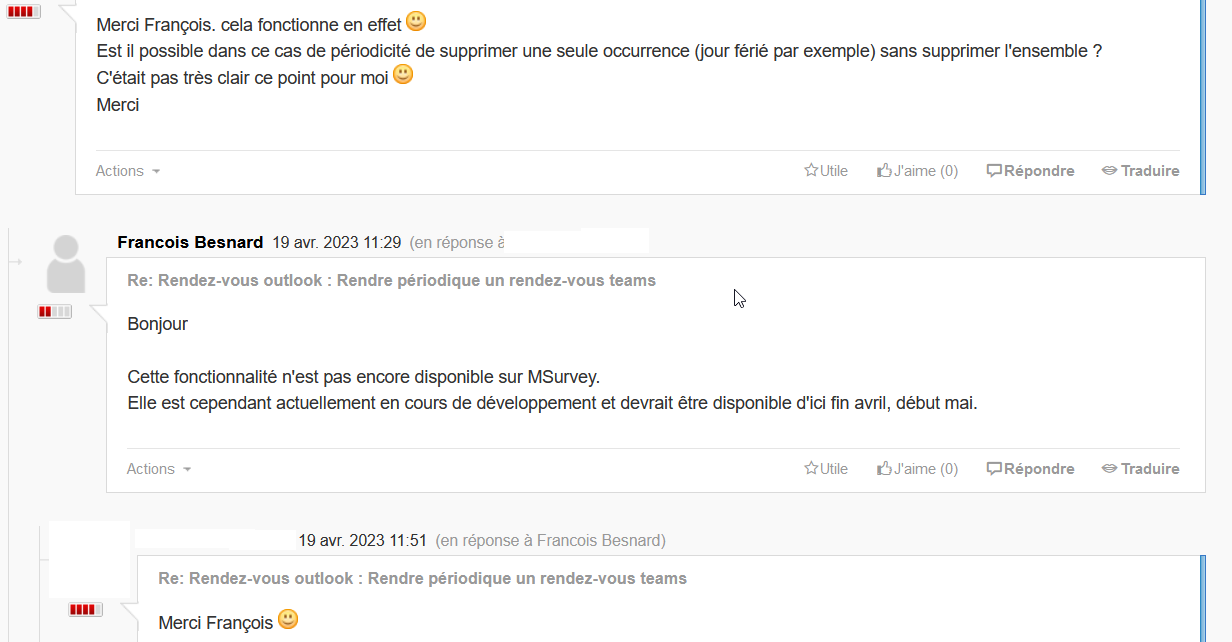 Merci François. cela fonctionne en effet
Est il possible dans ce cas de périodicité de supprimer une seule occurrence (jour férié par exemple) sans supprimer l'ensemble ?
C'était pas très clair ce point pour moi
Merci
Actions Utile J'aime (0) Répondre Traduire
Francois Besnard 19 avr. 2023 11:29 (en réponse à
Re: Rendez-vous outlook : Rendre périodique un rendez-vous teams
Bonjour
Cette fonctionnalité n'est pas encore disponible sur MSurvey.
Elle est cependant actuellement en cours de développement et devrait être disponible d'ici fin avril, début mai.
Actions Utile J'aime (0) Répondre Traduire
19 avr. 2023 11:51 (en réponse à Francois Besnard)
Re: Rendez-vous outlook : Rendre périodique un rendez-vous teams
Merci François